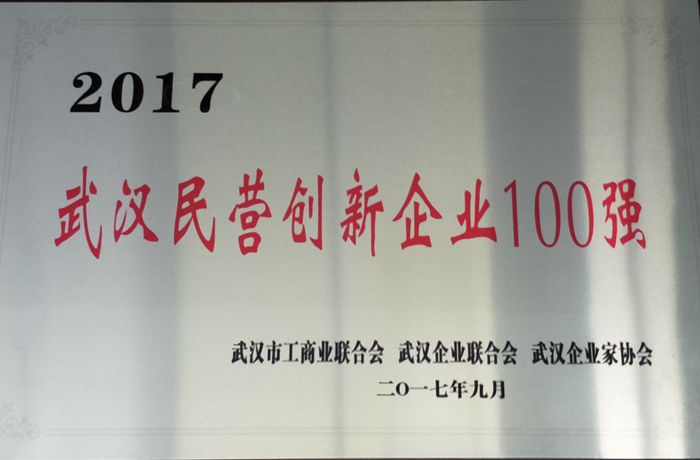 2017
武汉民营创新企业100强
武汉市工商业联合会 武汉企业联合会 武汉企业家协会
二〇一七年九月